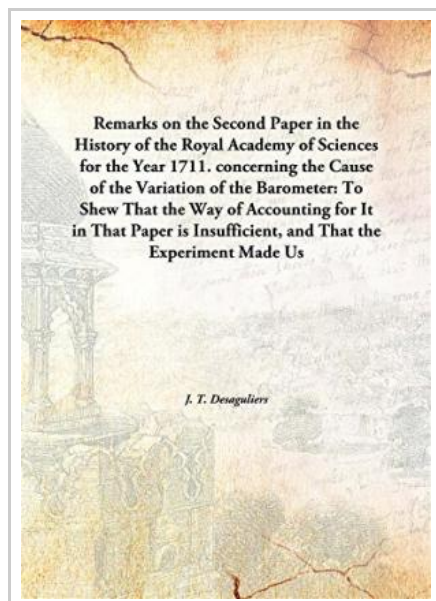 Remarks on the Second Paper in the
History of the Royal Academy of Sciences
for the Year 1711. concerning the Cause
of the Variation of the Barometer: To
Shew That the Way of Accounting for It
in That Paper is Insufficient, and That the
Experiment Made Us
J. T. Desaguliers